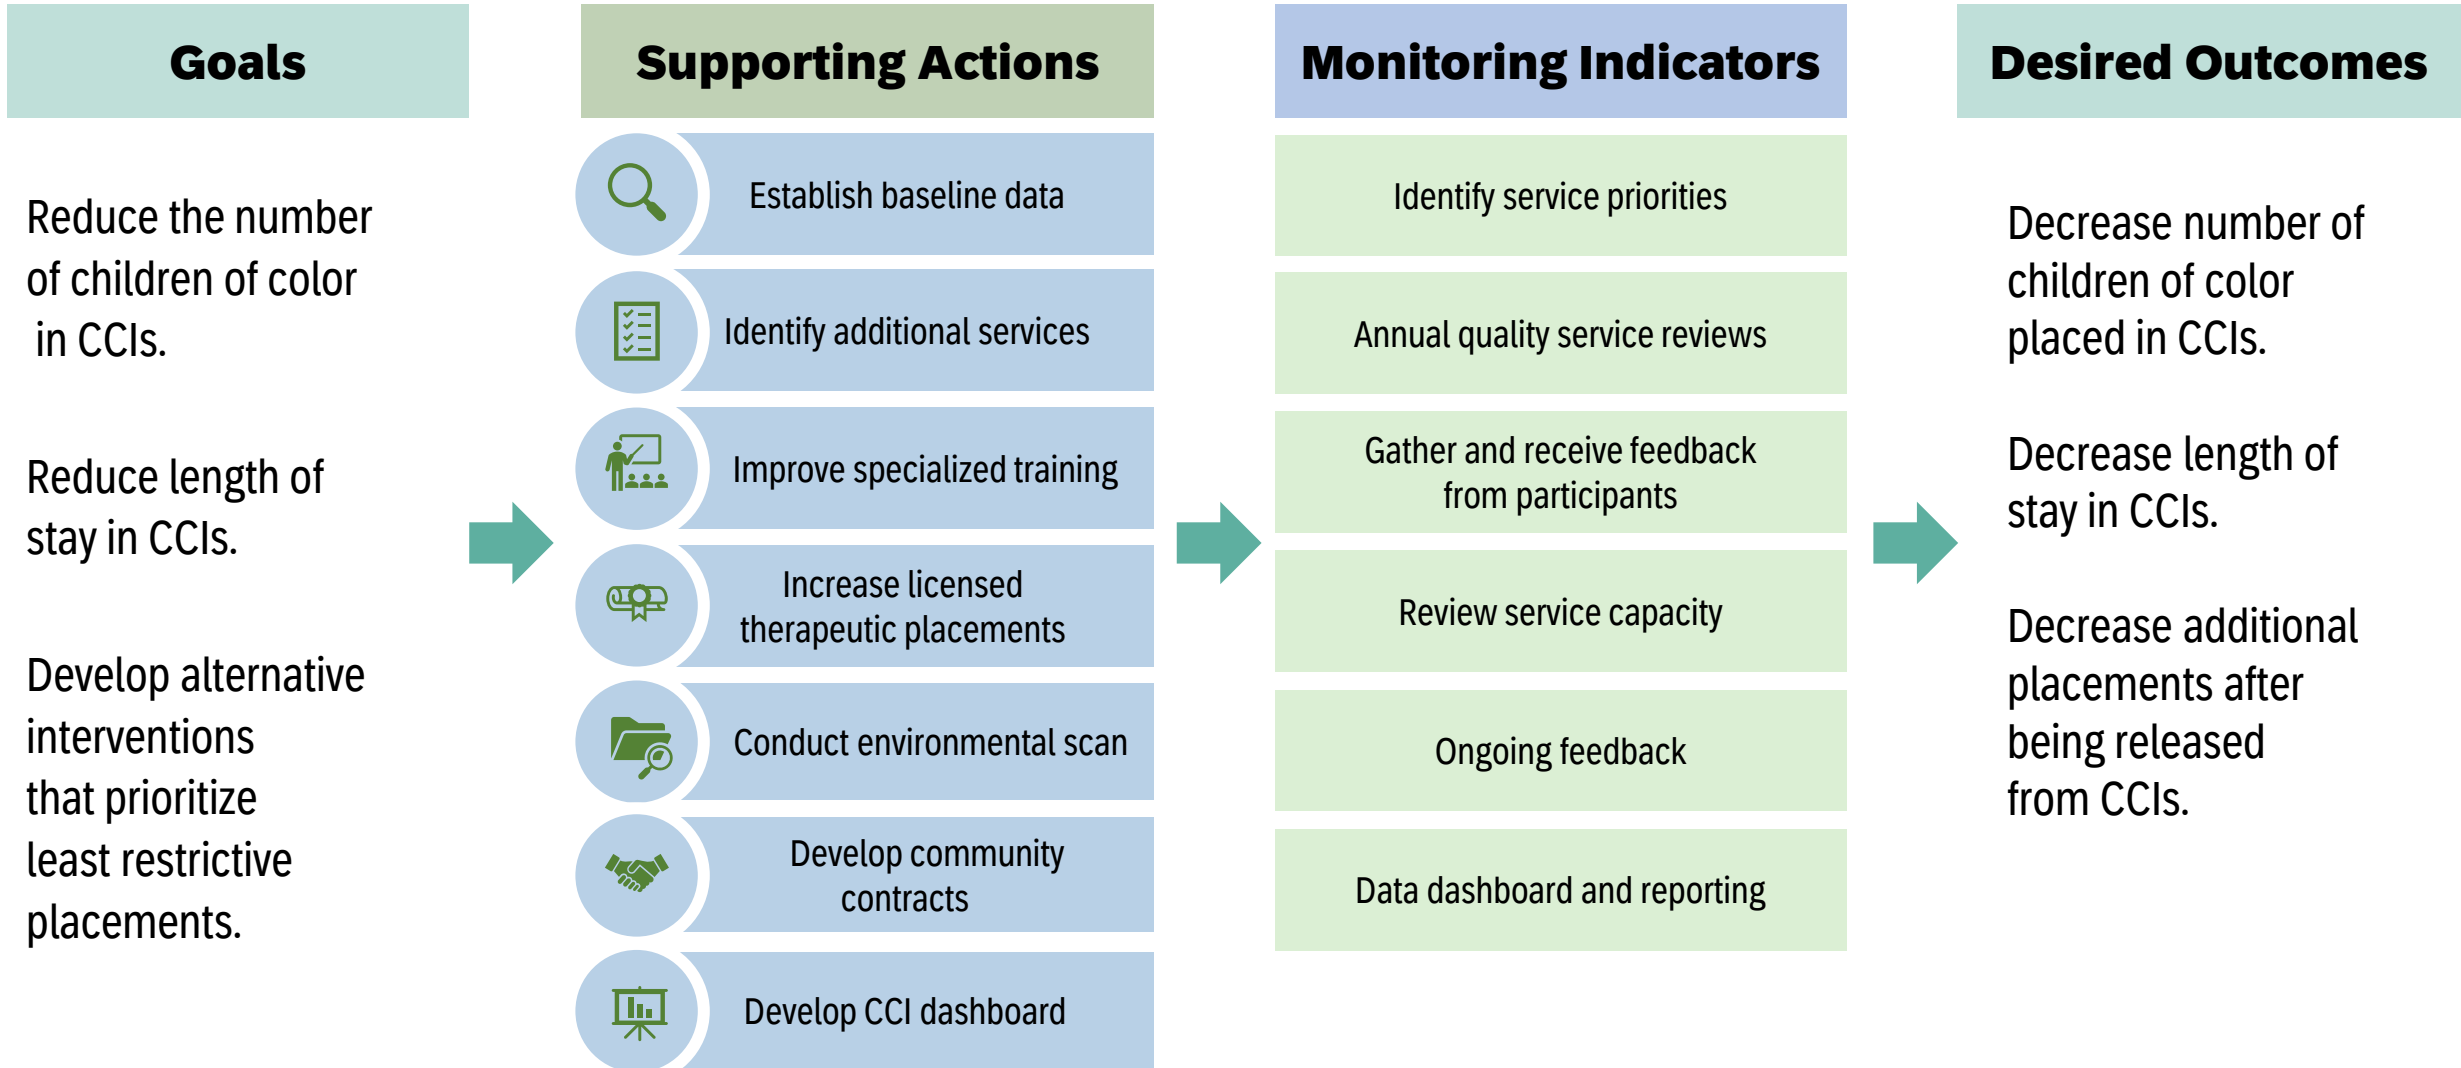 Goals
Reduce the number
of children of color
in CCIs.
Reduce length of
stay in CCIs.
Develop alternative
interventions
that prioritize
least restrictive
placements.
Supporting Actions
Establish baseline data
Identify additional services
Improve specialized training
Increase licensed
therapeutic placements
Conduct environmental scan
Develop community
contracts
Develop CCI dashboard
Monitoring Indicators
Identify service priorities
Annual quality service reviews
Gather and receive feedback
from participants
Review service capacity
Ongoing feedback
Data dashboard and reporting
Desired Outcomes
Decrease number of
children of color
placed in CCIs.
Decrease length of
stay in CCIs.
Decrease additional
placements after
being released
from CCIs.